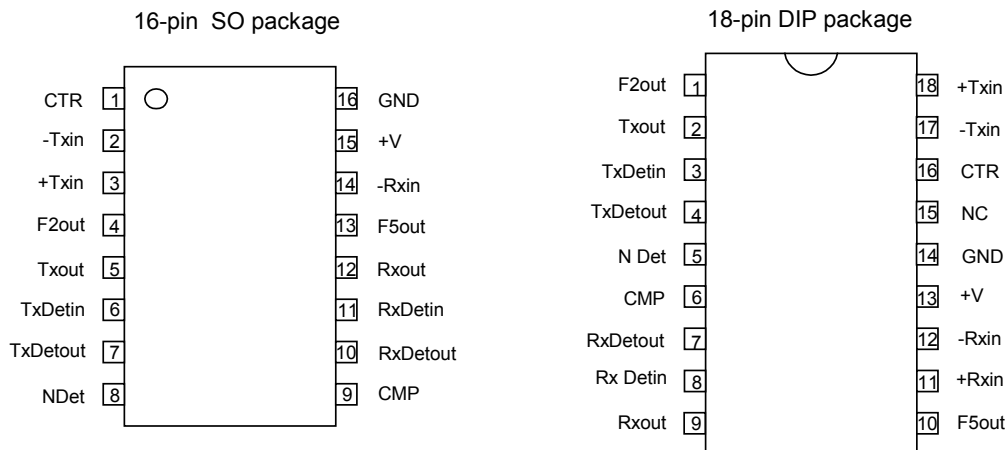 16-pin SO package
CTR 1 16 GND
-Txin 2 15 +V
+Txin 3 14 -Rxin
F2out 4 13 F5out
Txout 5 12 Rxout
TxDetin 6 11 RxDetin
TxDetout 7 10 RxDetout
NDet 8 9 CMP
18-pin DIP package
F2out 1 18 +Txin
Txout 2 17 -Txin
TxDetin 3 16 CTR
TxDetout 4 15 NC
N Det 5 14 GND
CMP 6 13 +V
RxDetout 7 12 -Rxin
Rx Detin 8 11 +Rxin
Rxout 9 10 F5out